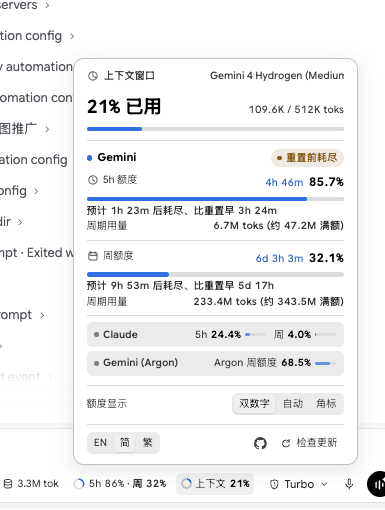 servers >
tion config >
y automation
上下文窗口 Gemini 4 Hydrogen (Medium
omation con
21% 已用 109.6K / 512K toks
图推广 >
Gemini 重置前耗尽
ation config
5h 额度 4h 46m 85.7%
onfig >
预计 1h 23m 后耗尽、比重置早 3h 24m
dir >
周期用量 6.7M toks (约 47.2M 满额)
mpt · Exited w
周额度 6d 3h 3m 32.1%
预计 9h 53m 后耗尽、比重置早 5d 17h
周期用量 233.4M toks (约 343.5M 满额)
rompt >
Claude 5h 24.4% 周 4.0%
>
Gemini (Argon) Argon 周额度 68.5%
t event >
额度显示 双数字 自动 角标
EN 简 繁 检查更新
3.3M tok 5h 86% · 周 32% 上下文 21% Turbo